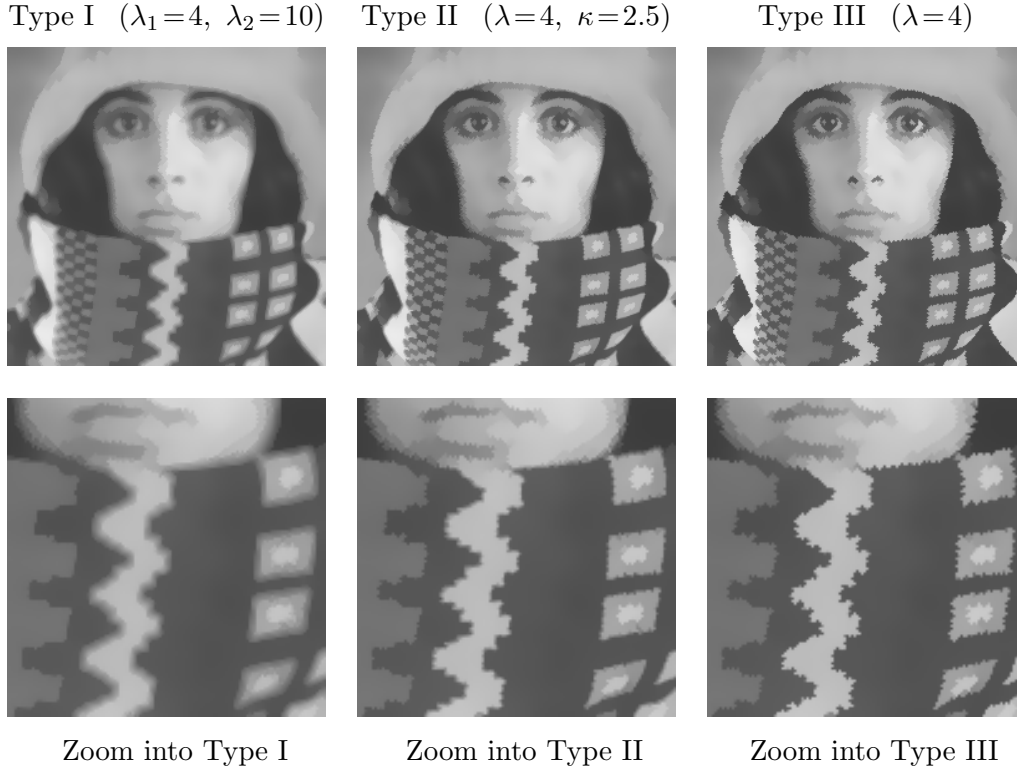 Type I (λ₁=4, λ₂=10) Type II (λ=4, κ=2.5) Type III (λ=4)
Zoom into Type I Zoom into Type II Zoom into Type III